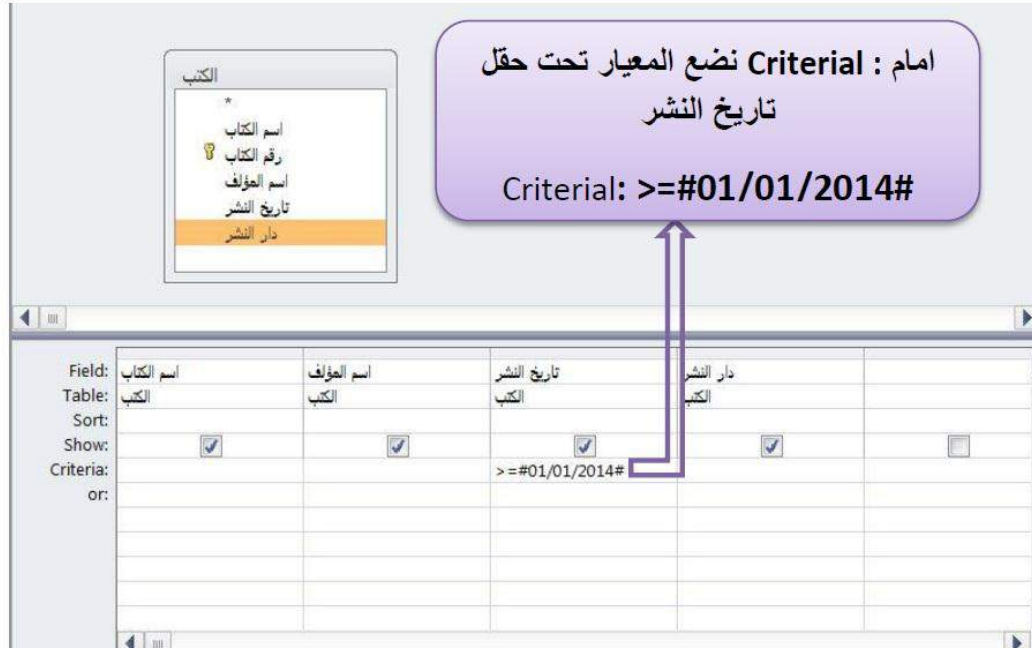 امام : Criterial نضع المعيار تحت حقل
تاريخ النشر
Criterial: >=#01/01/2014#
الكتب
*
اسم الكتاب
رقم الكتاب
اسم المؤلف
تاريخ النشر
دار النشر
Field: اسم الكتاب اسم المؤلف تاريخ النشر دار النشر
Table: الكتب الكتب الكتب الكتب
Sort:
Show:
Criteria: >=#01/01/2014#
or: